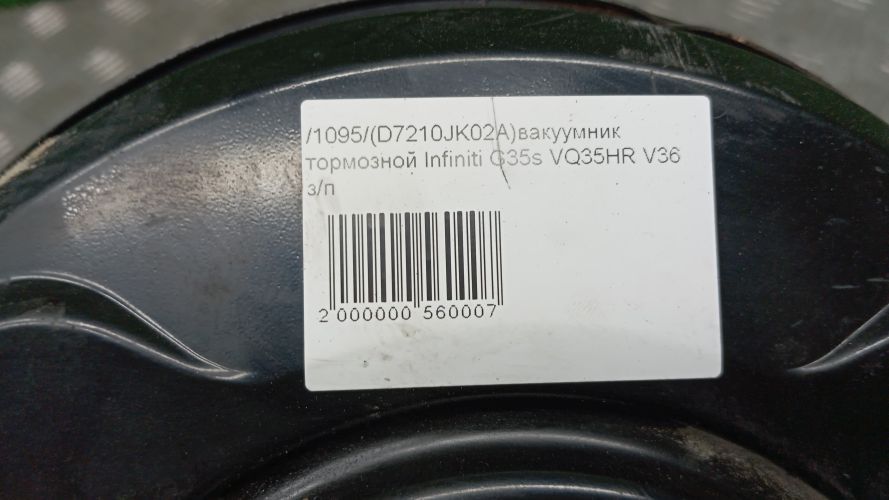 /1095/(D7210JK02A)вакуумник
тормозной Infiniti G35s VQ35HR V36
з/п
2 000000 560007